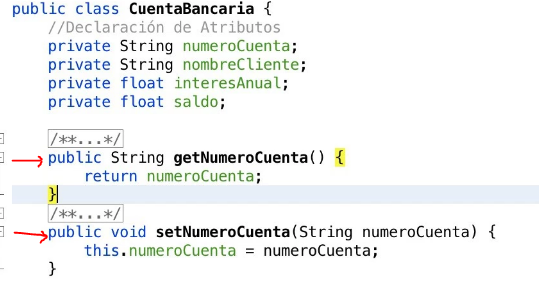 public class CuentaBancaria {
//Declaración de Atributos
private String numeroCuenta;
private String nombreCliente;
private float interesAnual;
private float saldo;
/**...*/
public String getNumeroCuenta() {
return numeroCuenta;
}
/**...*/
public void setNumeroCuenta(String numeroCuenta) {
this.numeroCuenta = numeroCuenta;
}